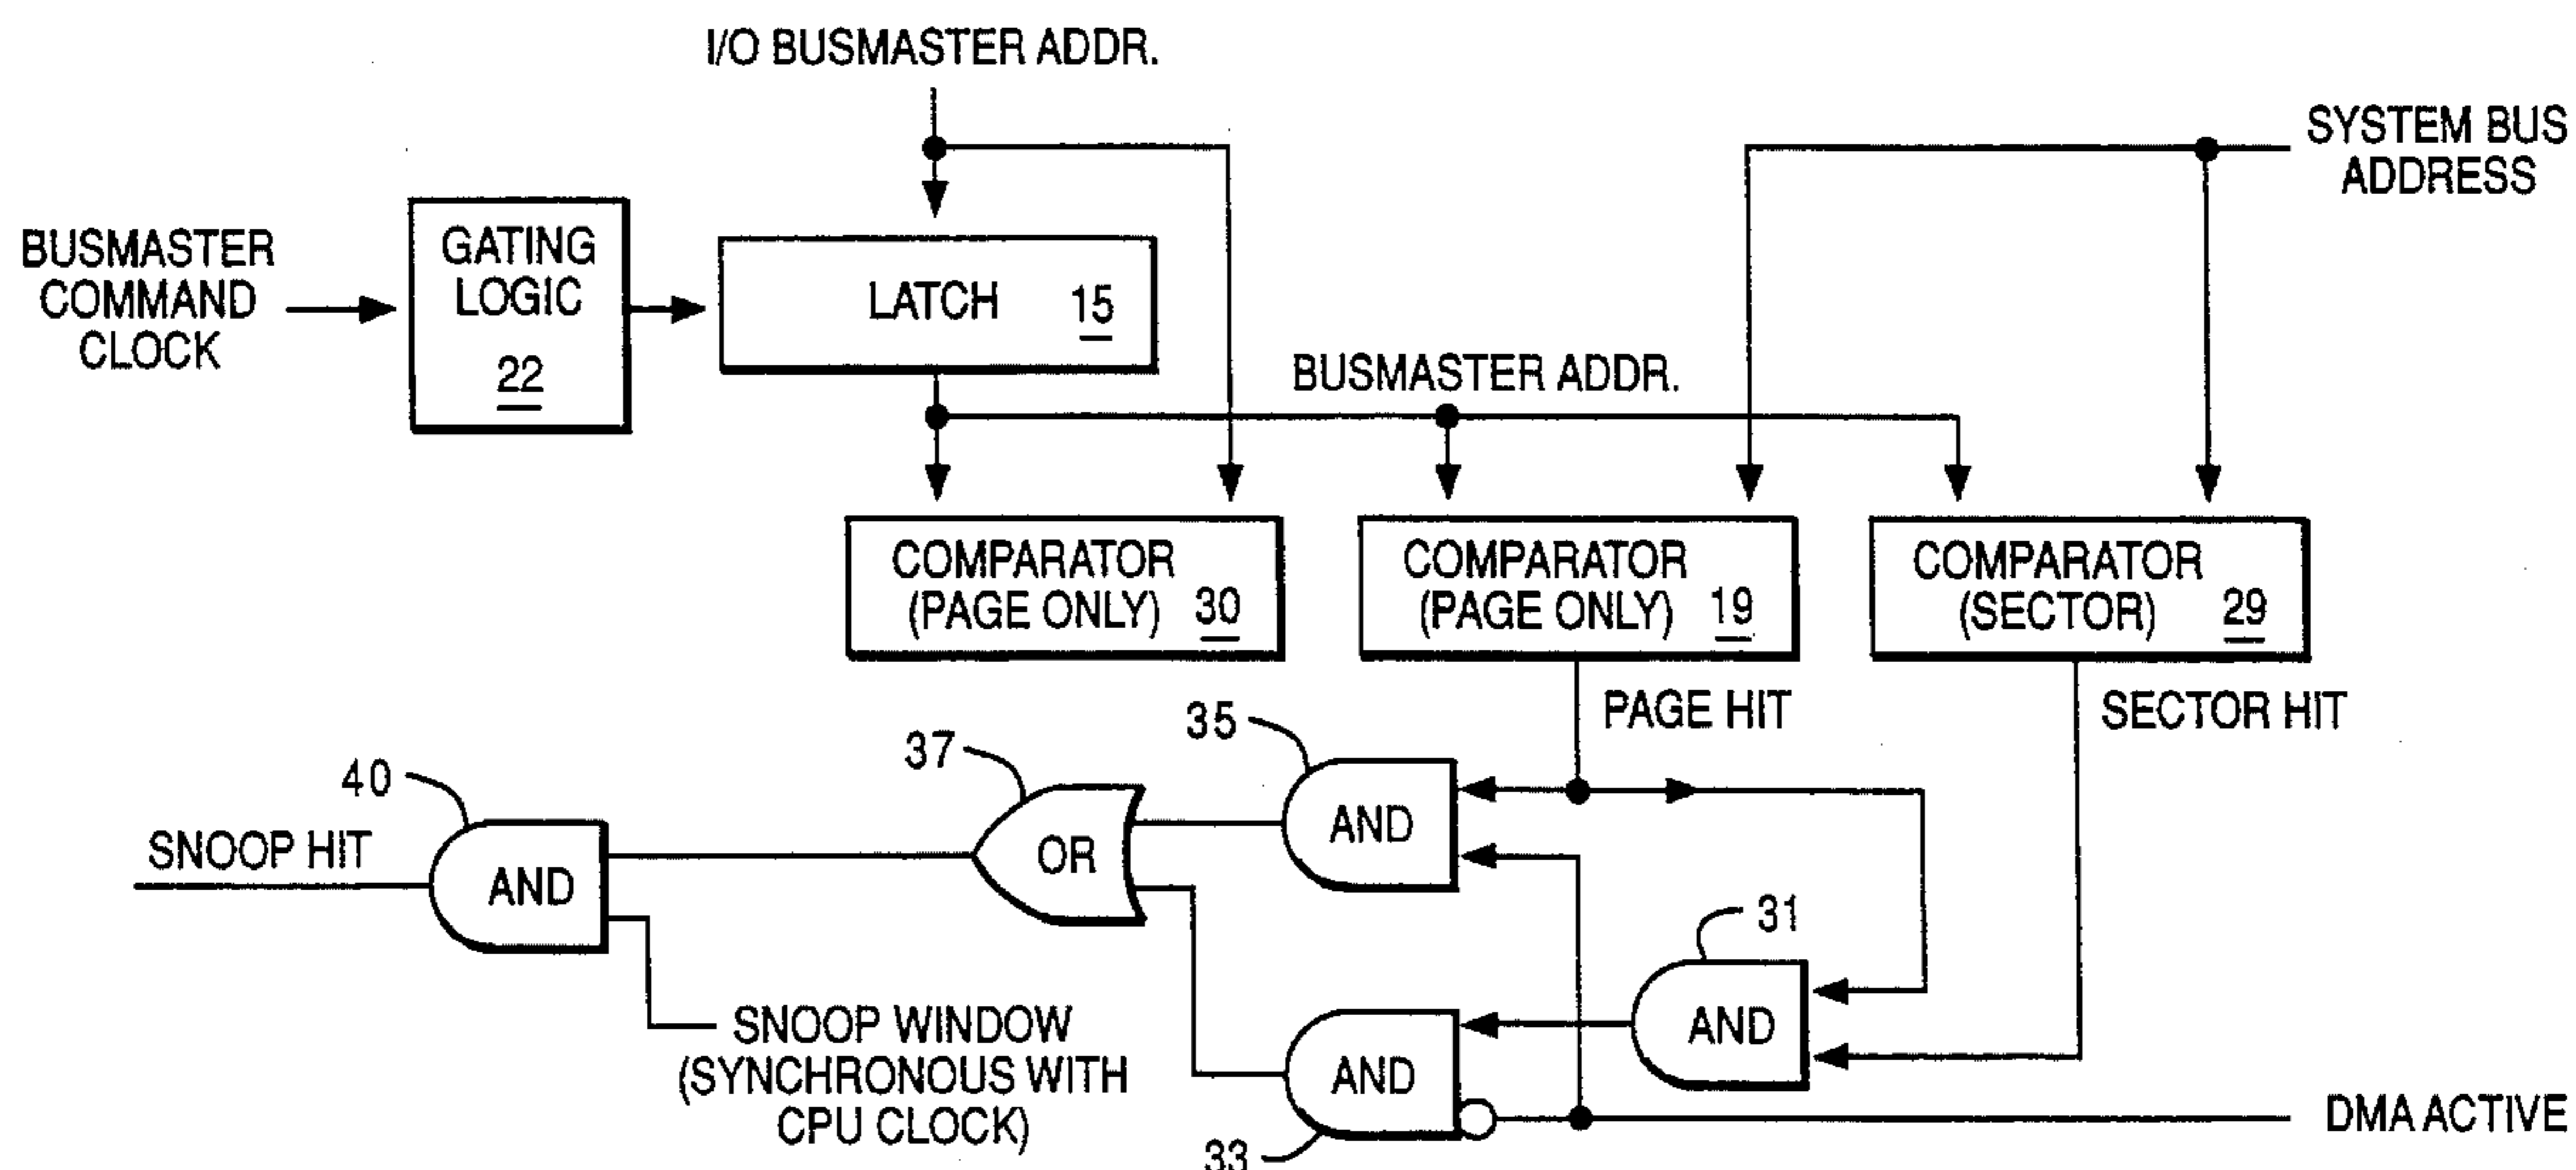 I/O BUSMASTER ADDR.
SYSTEM BUS
ADDRESS
BUSMASTER
COMMAND
CLOCK
GATING
LOGIC
22
LATCH 15
BUSMASTER ADDR.
COMPARATOR
(PAGE ONLY) 30
COMPARATOR
(PAGE ONLY) 19
COMPARATOR
(SECTOR) 29
PAGE HIT
SECTOR HIT
35
37
40
AND
OR
AND
SNOOP HIT
31
AND
AND
SNOOP WINDOW
(SYNCHRONOUS WITH
CPU CLOCK)
33
DMA ACTIVE